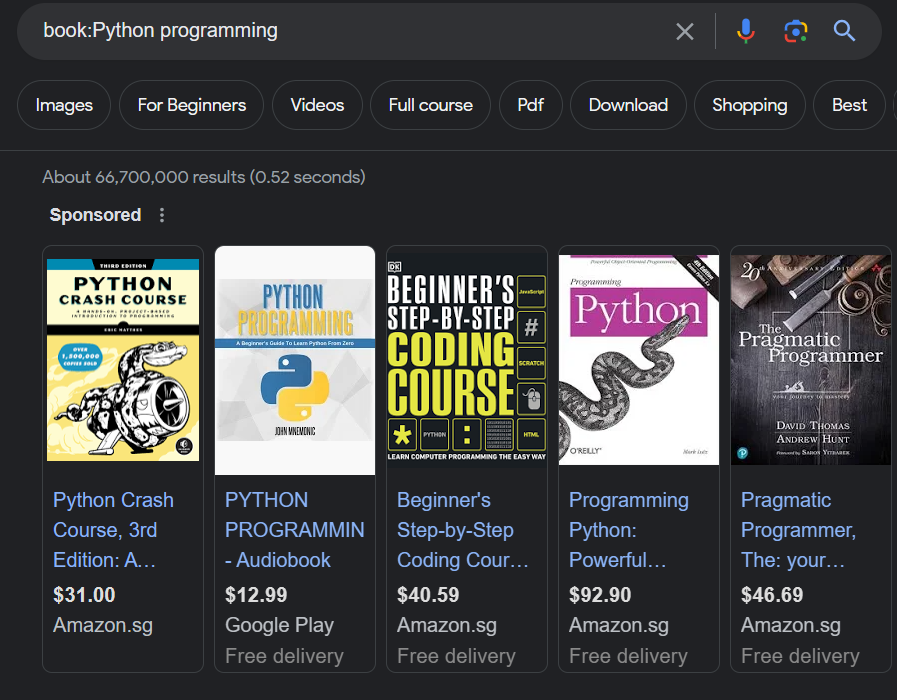 book:Python programming
Images
For Beginners
Videos
Full course
Pdf
Download
Shopping
Best
About 66,700,000 results (0.52 seconds)
Sponsored
THIRD EDITION
PYTHON
CRASH COURSE
A HANDS-ON, PROJECT-BASED
INTRODUCTION TO PROGRAMMING
ERIC MATTHES
OVER
1,500,000
COPIES SOLD
PYTHON
PROGRAMMING
A Beginner's Guide To Learn Python From Zero
JOHN MNEMONIC
DK
BEGINNER'S
STEP-BY-STEP
CODING
COURSE
JavaScript
#
SCRATCH
*
PYTHON
:
HTML
LEARN COMPUTER PROGRAMMING THE EASY WAY
Powerful Object-Oriented Programming
4th Edition
Programming
Python
O'REILLY
Mark Lutz
20th ANNIVERSARY EDITION
The
Pragmatic
Programmer
your journey to mastery
DAVID THOMAS
ANDREW HUNT
Foreword by SARON YITBAREK
Python Crash
Course, 3rd
Edition: A...
$31.00
Amazon.sg
PYTHON
PROGRAMMIN
- Audiobook
$12.99
Google Play
Free delivery
Beginner's
Step-by-Step
Coding Cour...
$40.59
Amazon.sg
Free delivery
Programming
Python:
Powerful...
$92.90
Amazon.sg
Free delivery
Pragmatic
Programmer,
The: your...
$46.69
Amazon.sg
Free delivery